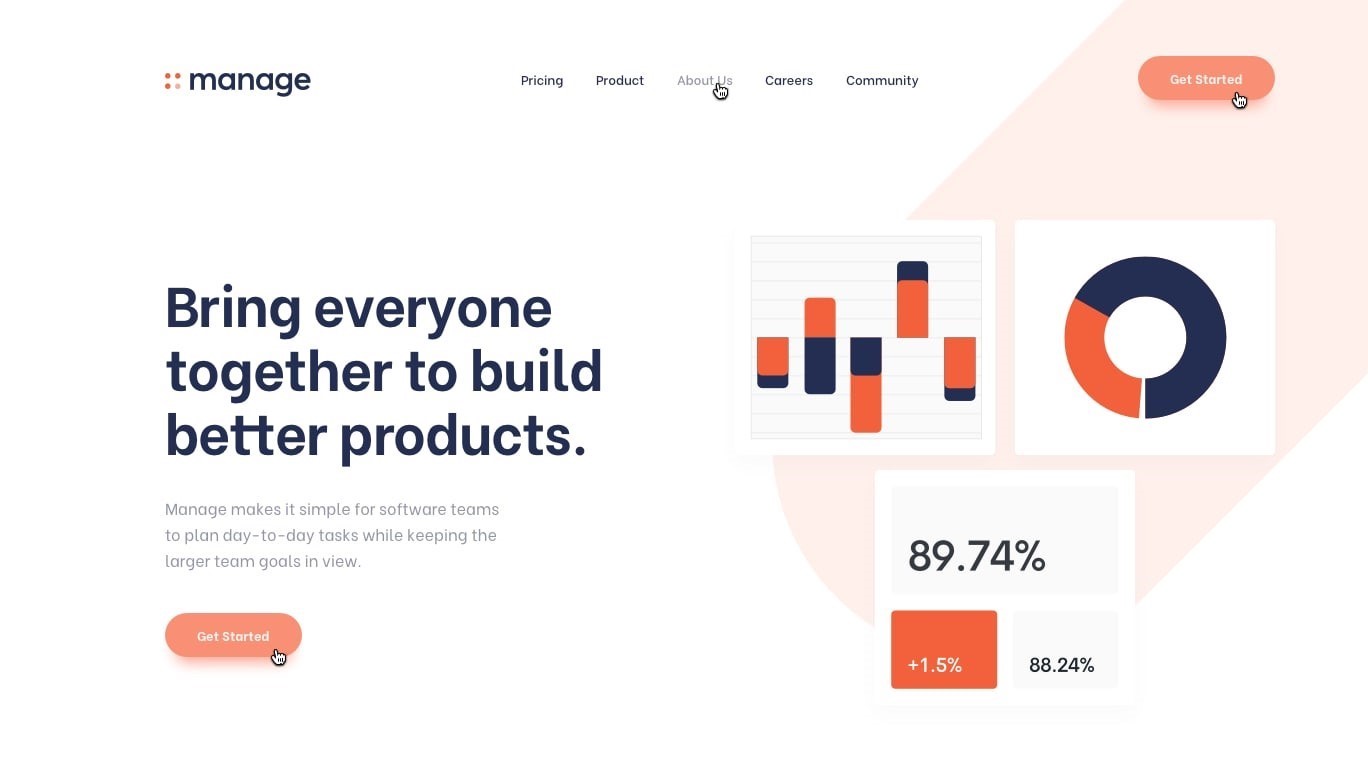 manage
Pricing
Product
About Us
Careers
Community
Get Started
Bring everyone
together to build
better products.
Manage makes it simple for software teams
to plan day-to-day tasks while keeping the
larger team goals in view.
Get Started
89.74%
+1.5%
88.24%